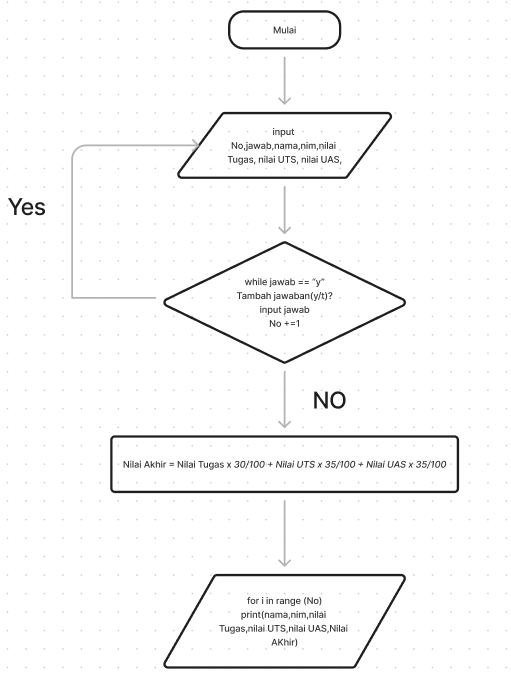 Mulai
input
No,jawab,nama,nim,nilai
Tugas, nilai UTS, nilai UAS,
Yes
while jawab == "y"
Tambah jawaban(y/t)?
input jawab
No +=1
NO
Nilai Akhir = Nilai Tugas x 30/100 + Nilai UTS x 35/100 + Nilai UAS x 35/100
for i in range (No)
print(nama,nim,nilai
Tugas,nilai UTS,nilai UAS,Nilai
AKhir)